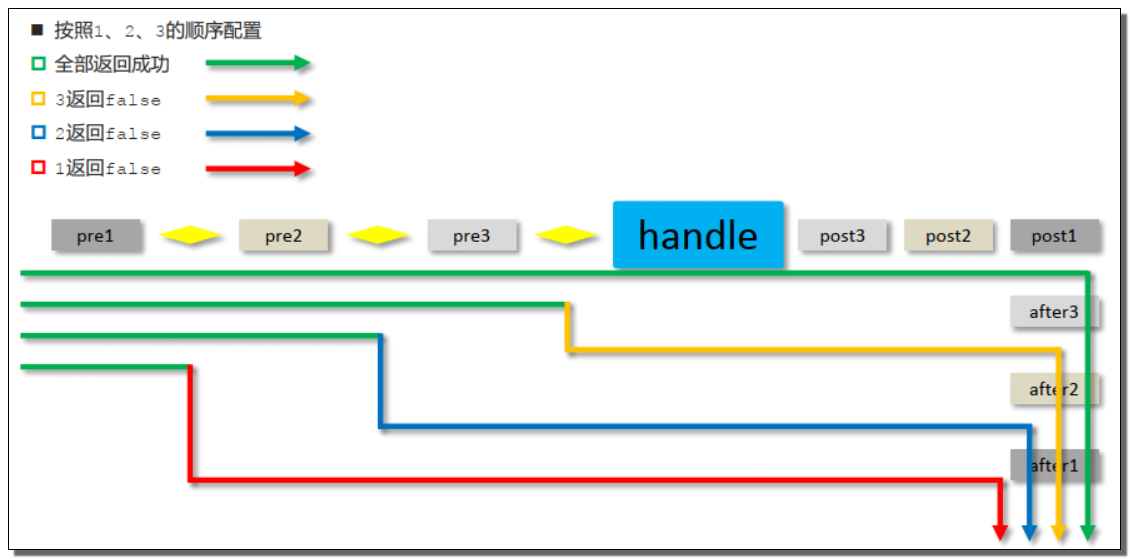 按照1、2、3的顺序配置
全部返回成功
3返回false
2返回false
1返回false
pre1 pre2 pre3 handle post3 post2 post1
after3
after2
after1